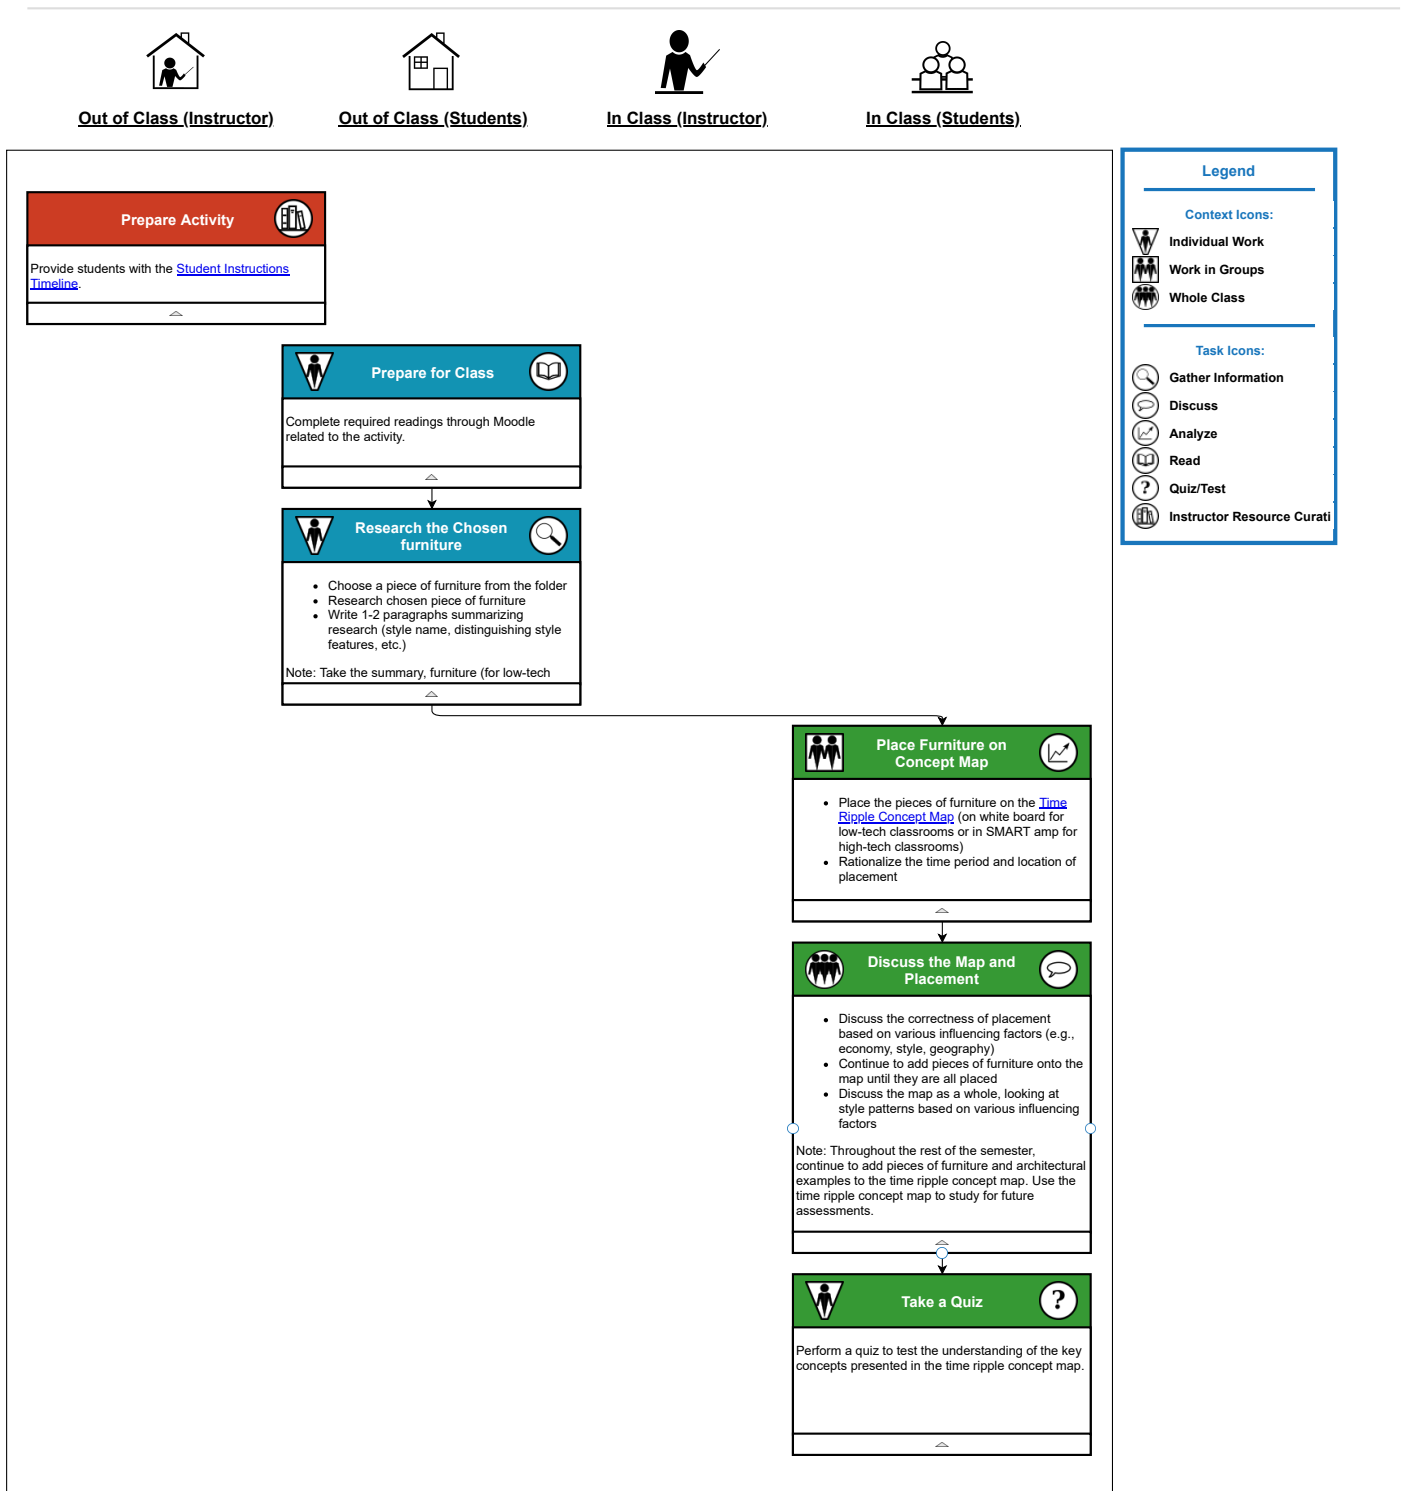 Out of Class (Instructor)
Out of Class (Students)
In Class (Instructor)
In Class (Students)
Prepare Activity
Provide students with the Student Instructions
Timeline.
Prepare for Class
Complete required readings through Moodle
related to the activity.
Research the Chosen
furniture
• Choose a piece of furniture from the folder
• Research chosen piece of furniture
• Write 1-2 paragraphs summarizing
research (style name, distinguishing style
features, etc.)
Note: Take the summary, furniture (for low-tech
Place Furniture on
Concept Map
• Place the pieces of furniture on the Time
Ripple Concept Map (on white board for
low-tech classrooms or in SMART amp for
high-tech classrooms)
• Rationalize the time period and location of
placement
Discuss the Map and
Placement
• Discuss the correctness of placement
based on various influencing factors (e.g.,
economy, style, geography)
• Continue to add pieces of furniture onto the
map until they are all placed
• Discuss the map as a whole, looking at
style patterns based on various influencing
factors
Note: Throughout the rest of the semester,
continue to add pieces of furniture and architectural
examples to the time ripple concept map. Use the
time ripple concept map to study for future
assessments.
Take a Quiz
?
Perform a quiz to test the understanding of the key
concepts presented in the time ripple concept map.
Legend
Context Icons:
Individual Work
Work in Groups
Whole Class
Task Icons:
Gather Information
Discuss
Analyze
Read
? Quiz/Test
Instructor Resource Curati